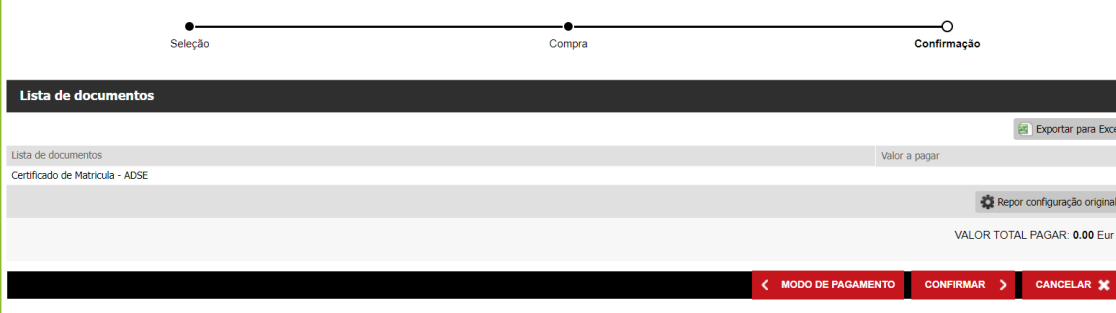 Seleção Compra Confirmação
Lista de documentos
Exportar para Exce
Lista de documentos Valor a pagar
Certificado de Matricula - ADSE
Repor configuração original
VALOR TOTAL PAGAR: 0.00 Eur
MODO DE PAGAMENTO CONFIRMAR CANCELAR